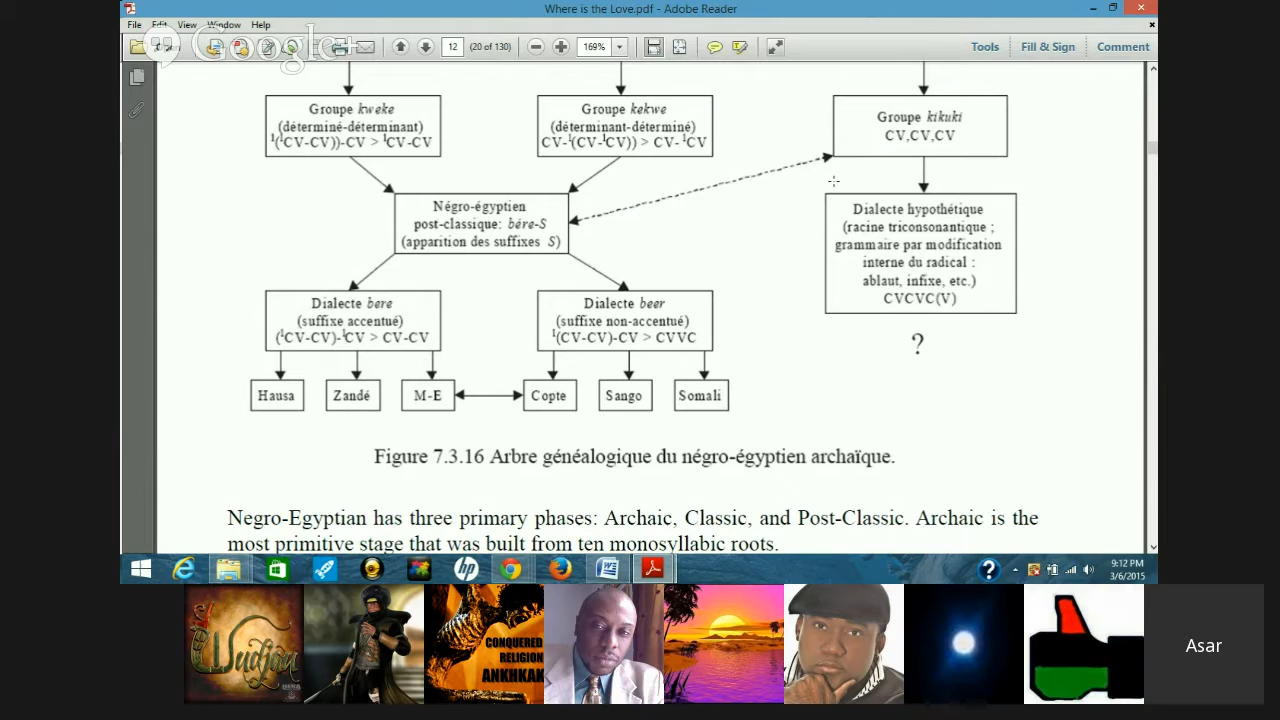 Where is the Love.pdf - Adobe Reader
File Edit View Window Help
Google+
12 (20 of 130) 169% Tools Fill & Sign Comment
Groupe kweke
(déterminé-déterminant)
¹(¹CV-CV))-CV > ¹CV-CV
Groupe kekwe
(déterminant-déterminé)
CV-¹(CV-¹CV)) > CV-¹CV
Groupe kikuki
CV,CV,CV
Négro-égyptien
post-classique: bére-S
(apparition des suffixes S)
Dialecte hypothétique
(racine triconsonantique ;
grammaire par modification
interne du radical :
ablaut, infixe, etc.)
CVCVC(V)
?
Dialecte bere
(suffixe accentué)
(¹CV-CV)-¹CV > CV-CV
Dialecte beer
(suffixe non-accentué)
¹(CV-CV)-CV > CVVC
Hausa Zandé M-E Copte Sango Somali
Figure 7.3.16 Arbre généalogique du négro-égyptien archaïque.
Negro-Egyptian has three primary phases: Archaic, Classic, and Post-Classic. Archaic is the
most primitive stage that was built from ten monosyllabic roots.
9:12 PM
3/6/2015
CONQUERED
RELIGION
ANKHKAK
Asar